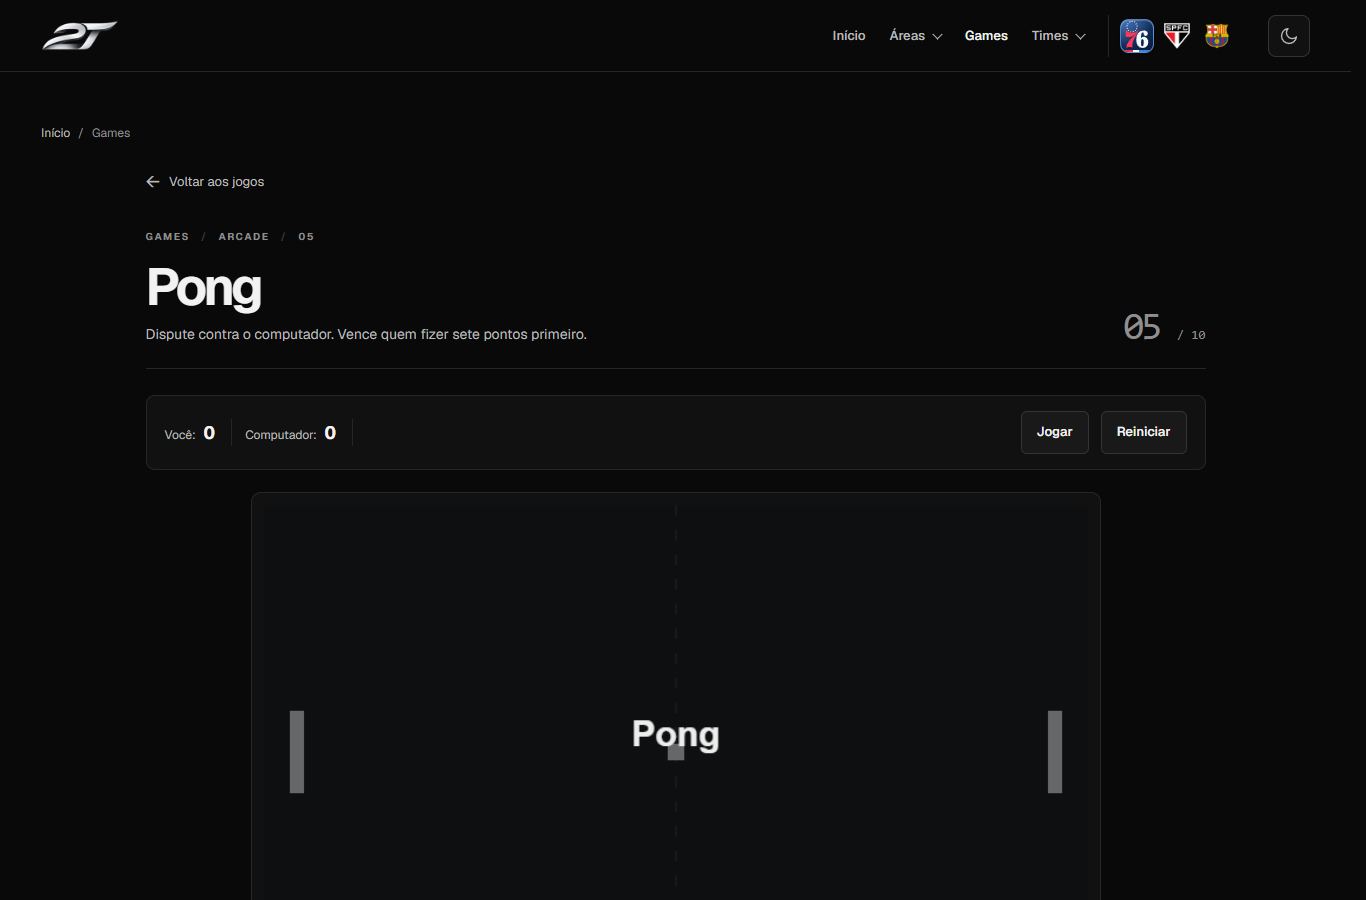 2T
Início Áreas Games Times 76 SPFC
Início / Games
Voltar aos jogos
GAMES / ARCADE / 05
Pong
Dispute contra o computador. Vence quem fizer sete pontos primeiro.
05 / 10
Você: 0 Computador: 0 Jogar Reiniciar
Pong